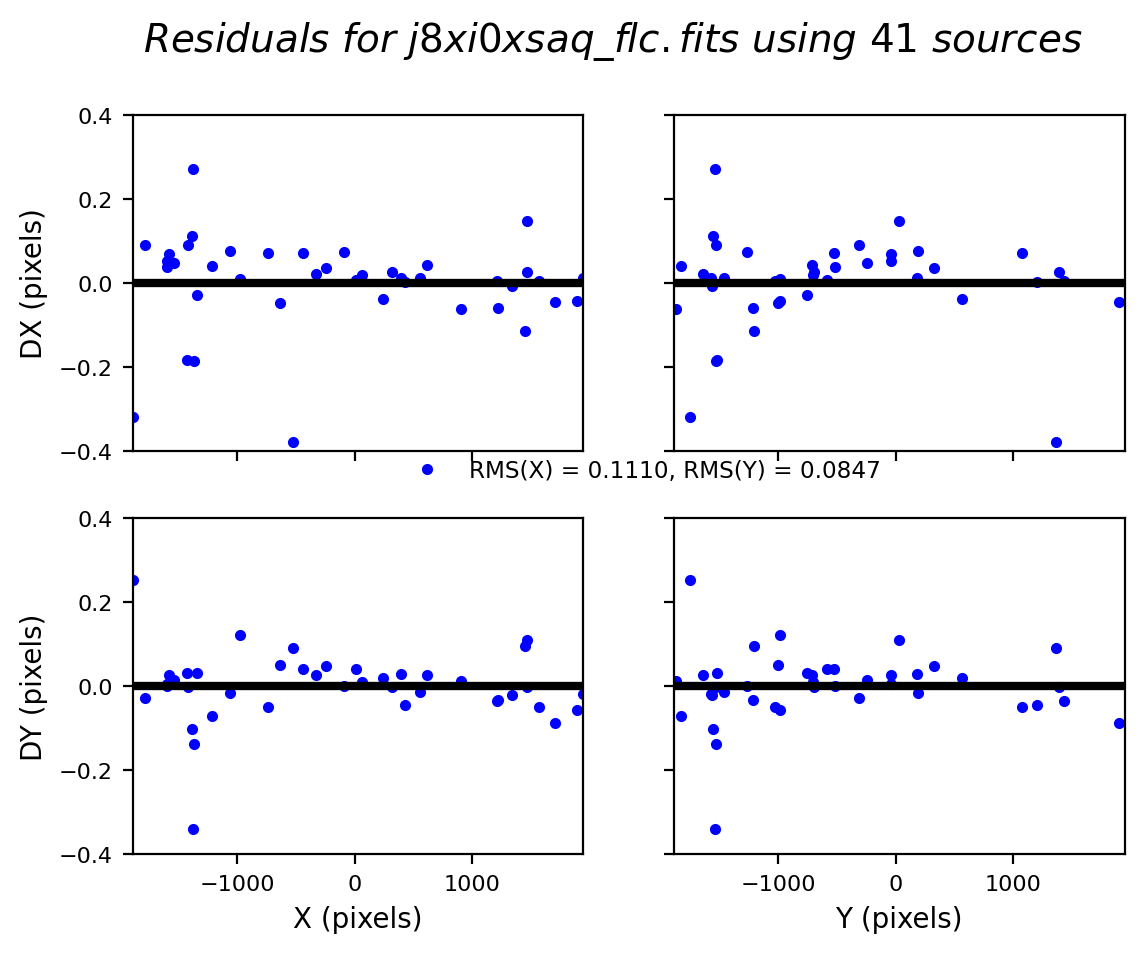 Residuals for j8xi0xsaq_flc.fits using 41 sources
0.4
0.2
0.0
−0.2
−0.4
DX (pixels)
RMS(X) = 0.1110, RMS(Y) = 0.0847
0.4
0.2
0.0
−0.2
−0.4
DY (pixels)
−1000 0 1000
−1000 0 1000
X (pixels)
Y (pixels)